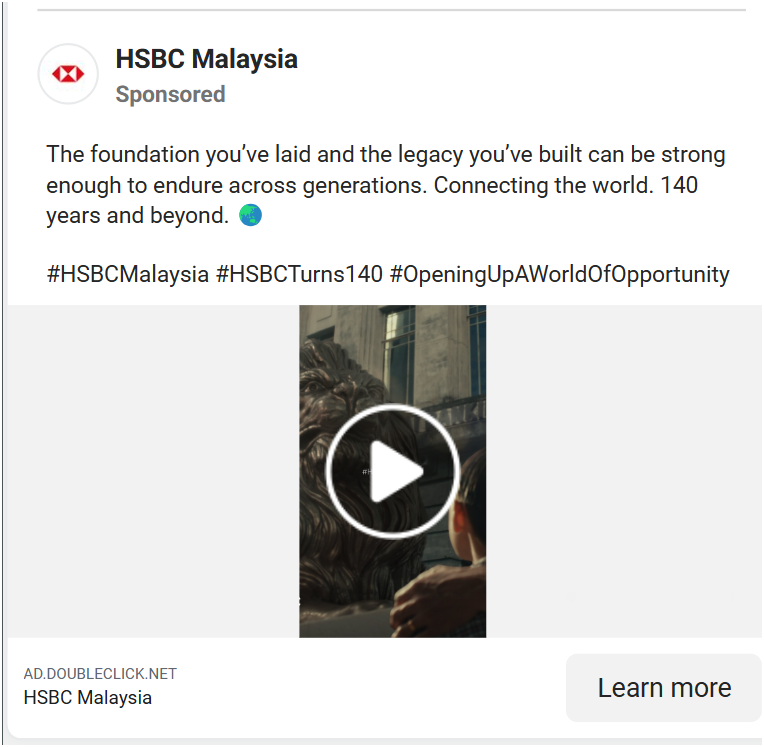 HSBC Malaysia
Sponsored
The foundation you’ve laid and the legacy you’ve built can be strong
enough to endure across generations. Connecting the world. 140
years and beyond. 🌏
#HSBCMalaysia #HSBCTurns140 #OpeningUpAWorldOfOpportunity
AD.DOUBLECLICK.NET
HSBC Malaysia
Learn more